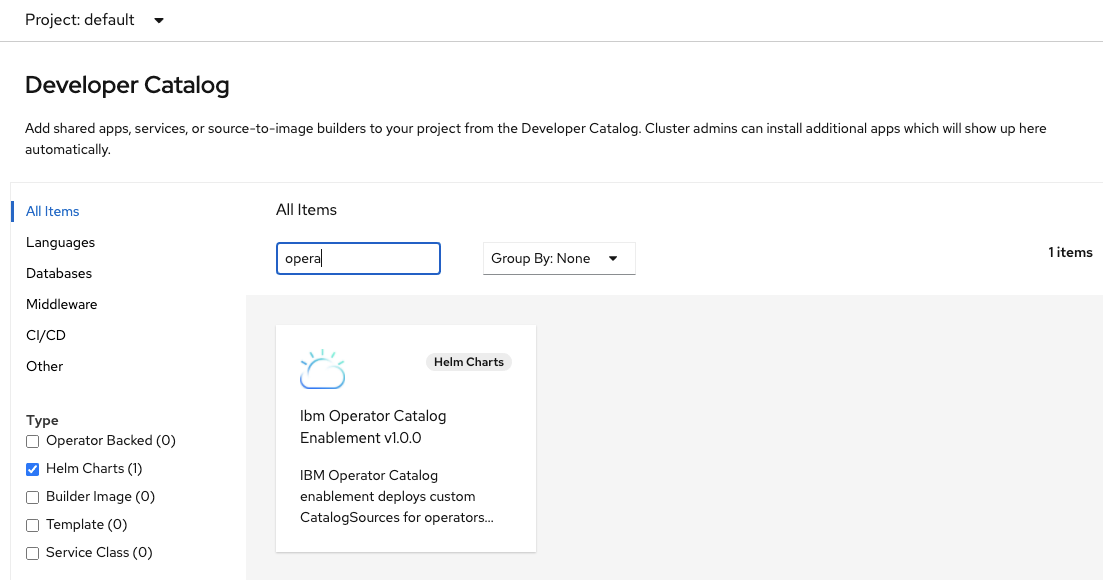 Project: default
Developer Catalog
Add shared apps, services, or source-to-image builders to your project from the Developer Catalog. Cluster admins can install additional apps which will show up here
automatically.
All Items
Languages
Databases
Middleware
CI/CD
Other
Type
Operator Backed (0)
Helm Charts (1)
Builder Image (0)
Template (0)
Service Class (0)
All Items
opera
Group By: None
1 items
Helm Charts
Ibm Operator Catalog
Enablement v1.0.0
IBM Operator Catalog
enablement deploys custom
CatalogSources for operators...